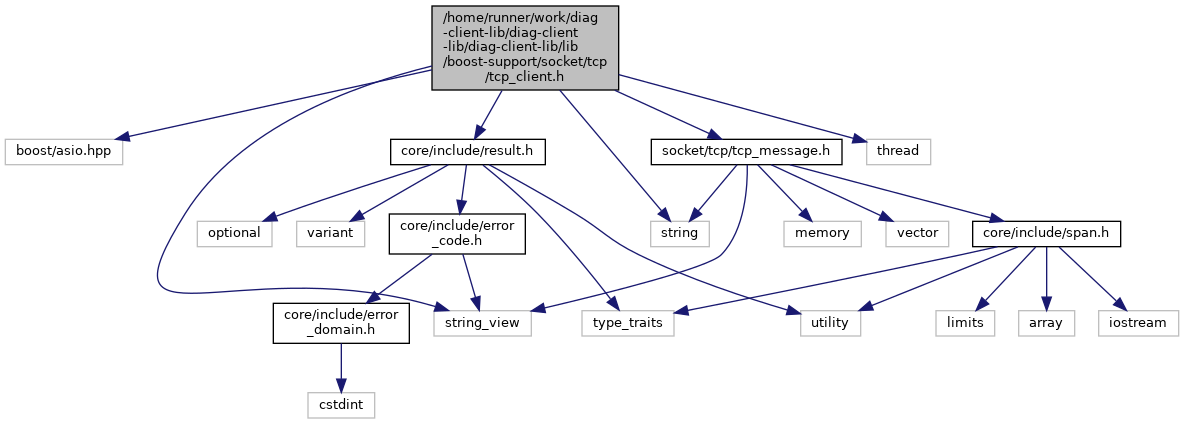 /home/runner/work/diag
-client-lib/diag-client
-lib/diag-client-lib/lib
/boost-support/socket/tcp
/tcp_client.h
boost/asio.hpp
core/include/result.h
socket/tcp/tcp_message.h
thread
optional
variant
core/include/error
_code.h
string
memory
vector
core/include/span.h
core/include/error
_domain.h
string_view
type_traits
utility
limits
array
iostream
cstdint